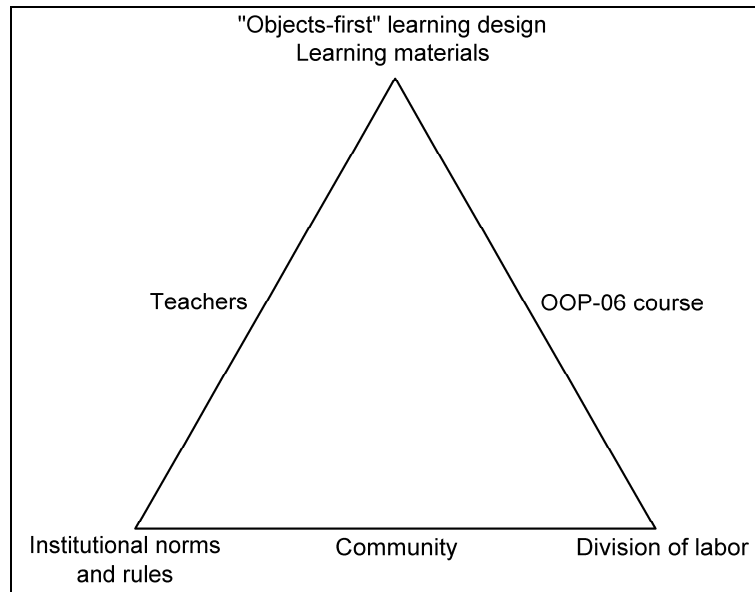 "Objects-first" learning design
Learning materials
Teachers
OOP-06 course
Institutional norms
and rules
Community
Division of labor